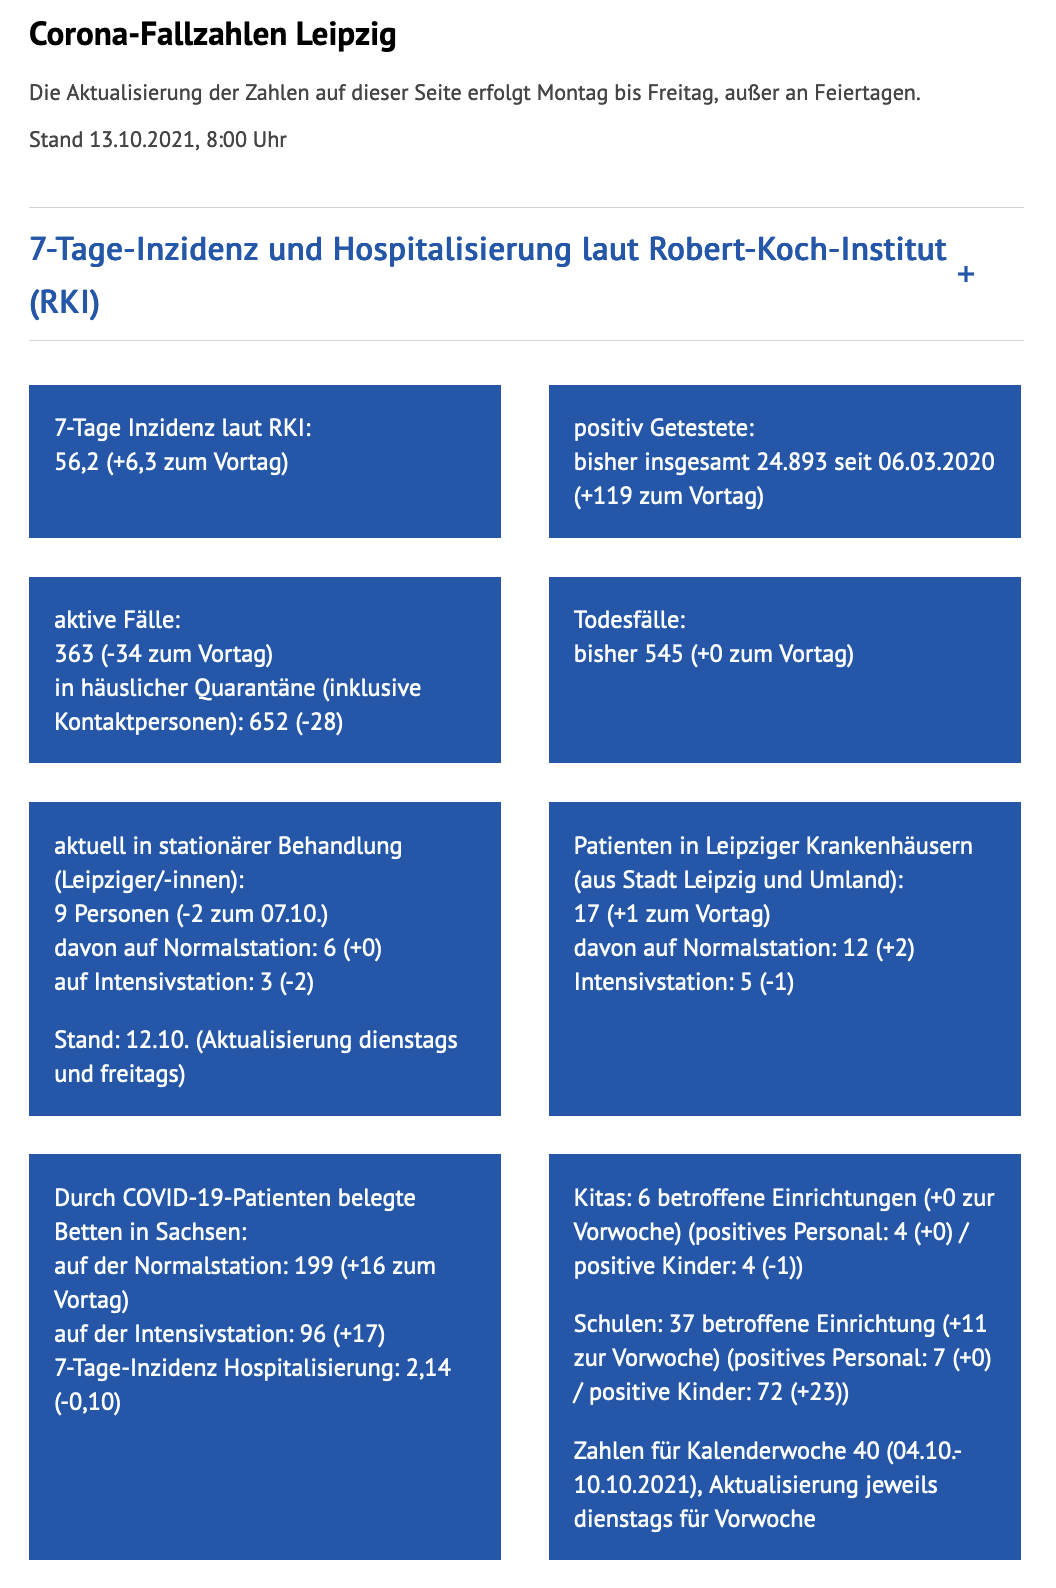 Corona-Fallzahlen Leipzig
Die Aktualisierung der Zahlen auf dieser Seite erfolgt Montag bis Freitag, außer an Feiertagen.
Stand 13.10.2021, 8:00 Uhr
7-Tage-Inzidenz und Hospitalisierung laut Robert-Koch-Institut
(RKI)
+
7-Tage Inzidenz laut RKI:
56,2 (+6,3 zum Vortag)
positiv Getestete:
bisher insgesamt 24.893 seit 06.03.2020
(+119 zum Vortag)
aktive Fälle:
363 (-34 zum Vortag)
in häuslicher Quarantäne (inklusive
Kontaktpersonen): 652 (-28)
Todesfälle:
bisher 545 (+0 zum Vortag)
aktuell in stationärer Behandlung
(Leipziger/-innen):
9 Personen (-2 zum 07.10.)
davon auf Normalstation: 6 (+0)
auf Intensivstation: 3 (-2)
Stand: 12.10. (Aktualisierung dienstags
und freitags)
Patienten in Leipziger Krankenhäusern
(aus Stadt Leipzig und Umland):
17 (+1 zum Vortag)
davon auf Normalstation: 12 (+2)
Intensivstation: 5 (-1)
Durch COVID-19-Patienten belegte
Betten in Sachsen:
auf der Normalstation: 199 (+16 zum
Vortag)
auf der Intensivstation: 96 (+17)
7-Tage-Inzidenz Hospitalisierung: 2,14
(-0,10)
Kitas: 6 betroffene Einrichtungen (+0 zur
Vorwoche) (positives Personal: 4 (+0) /
positive Kinder: 4 (-1))
Schulen: 37 betroffene Einrichtung (+11
zur Vorwoche) (positives Personal: 7 (+0)
/ positive Kinder: 72 (+23))
Zahlen für Kalenderwoche 40 (04.10.-
10.10.2021), Aktualisierung jeweils
dienstags für Vorwoche